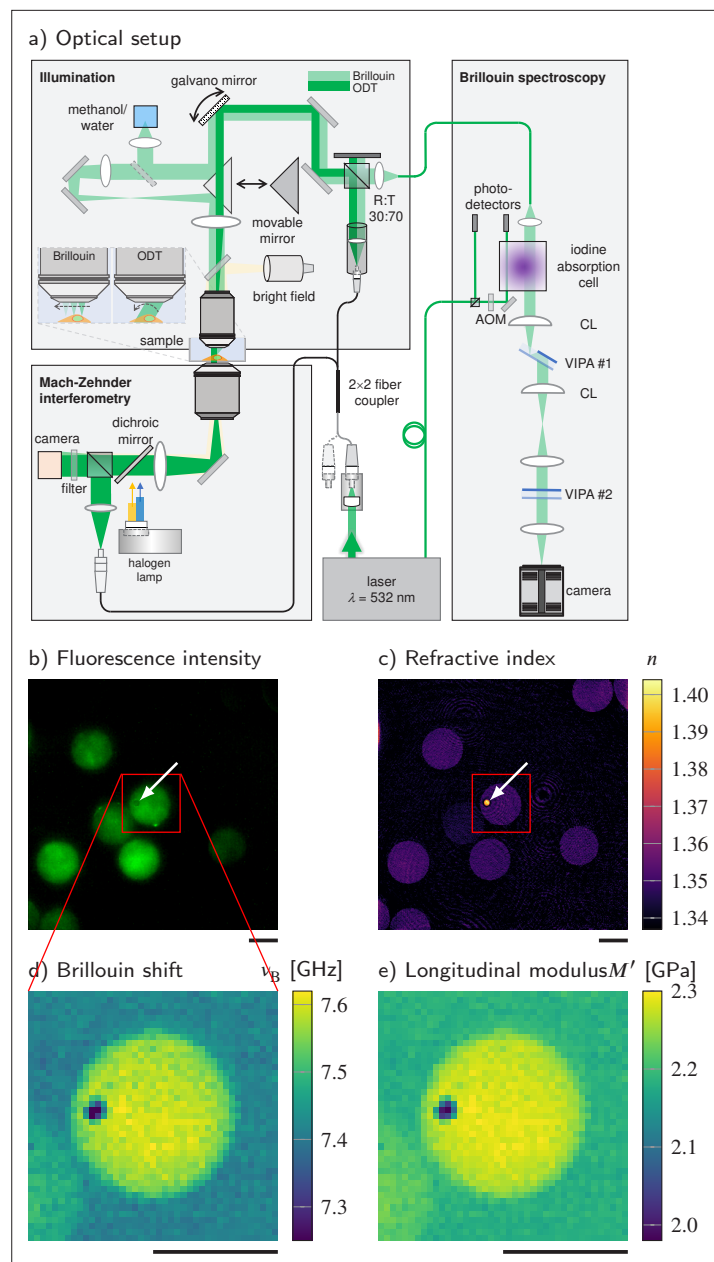 a) Optical setup
Illumination
galvano mirror
Brillouin
ODT
methanol/
water
movable
mirror
R:T
30:70
Brillouin
ODT
bright field
sample
Mach-Zehnder
interferometry
dichroic
mirror
camera
filter
halogen
lamp
2×2 fiber
coupler
laser
λ = 532 nm
Brillouin spectroscopy
photo-
detectors
iodine
absorption
cell
AOM
CL
VIPA #1
CL
VIPA #2
camera
b) Fluorescence intensity
c) Refractive index n
1.40
1.39
1.38
1.37
1.36
1.35
1.34
d) Brillouin shift νB [GHz]
7.6
7.5
7.4
7.3
e) Longitudinal modulus M′ [GPa]
2.3
2.2
2.1
2.0